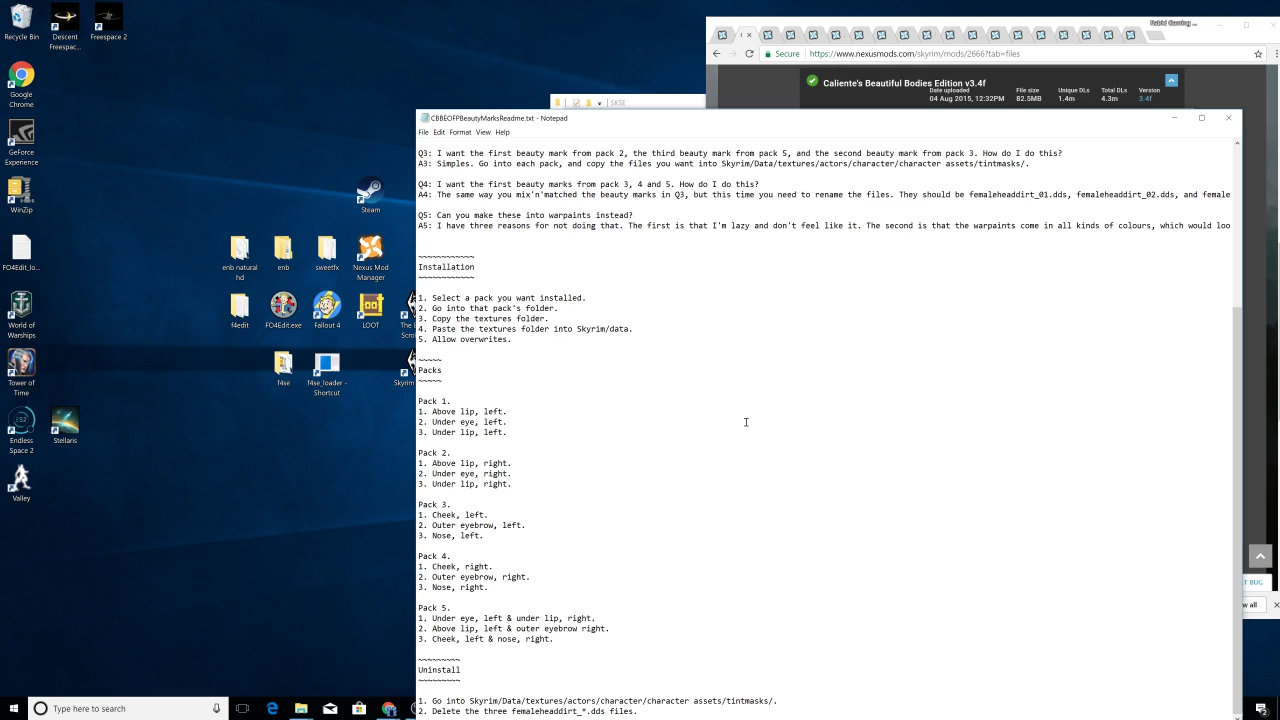 Recycle Bin
Descent
Freespac...
Freespace 2
Google
Chrome
GeForce
Experience
WinZip
FO4Edit_lo...
World of
Warships
Tower of
Time
Endless
Space 2
Stellaris
Valley
Steam
enb natural
hd
enb
sweetfx
Nexus Mod
Manager
f4edit
FO4Edit.exe
Fallout 4
LOOT
The E
Scrol
f4se
f4se_loader -
Shortcut
Skyrim
Rabid Gaming ...
Secure
https://www.nexusmods.com/skyrim/mods/2666?tab=files
Caliente's Beautiful Bodies Edition v3.4f
Date uploaded
04 Aug 2015, 12:32PM
File size
82.5MB
Unique DLs
1.4m
Total DLs
4.3m
Version
3.4f
SKSE
CBBEOFPBeautyMarksReadme.txt - Notepad
File Edit Format View Help
Q3: I want the first beauty mark from pack 2, the third beauty mark from pack 5, and the second beauty mark from pack 3. How do I do this?
A3: Simples. Go into each pack, and copy the files you want into Skyrim/Data/textures/actors/character/character assets/tintmasks/.
Q4: I want the first beauty marks from pack 3, 4 and 5. How do I do this?
A4: The same way you mix'n'matched the beauty marks in Q3, but this time you need to rename the files. They should be femaleheaddirt_01.dds, femaleheaddirt_02.dds, and female
Q5: Can you make these into warpaints instead?
A5: I have three reasons for not doing that. The first is that I'm lazy and don't feel like it. The second is that the warpaints come in all kinds of colours, which would loo
~~~~~~~~~~~~
Installation
~~~~~~~~~~~~
1. Select a pack you want installed.
2. Go into that pack's folder.
3. Copy the textures folder.
4. Paste the textures folder into Skyrim/data.
5. Allow overwrites.
~~~~~
Packs
~~~~~
Pack 1.
1. Above lip, left.
2. Under eye, left.
3. Under lip, left.
Pack 2.
1. Above lip, right.
2. Under eye, right.
3. Under lip, right.
Pack 3.
1. Cheek, left.
2. Outer eyebrow, left.
3. Nose, left.
Pack 4.
1. Cheek, right.
2. Outer eyebrow, right.
3. Nose, right.
Pack 5.
1. Under eye, left & under lip, right.
2. Above lip, left & outer eyebrow right.
3. Cheek, left & nose, right.
~~~~~~~~~
Uninstall
~~~~~~~~~
1. Go into Skyrim/Data/textures/actors/character/character assets/tintmasks/.
2. Delete the three femaleheaddirt_*.dds files.
T BUG
w all
Type here to search